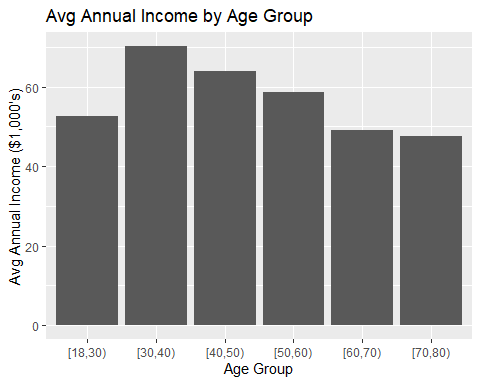 Avg Annual Income by Age Group
Avg Annual Income ($1,000's)
60
40
20
0
[18,30) [30,40) [40,50) [50,60) [60,70) [70,80)
Age Group